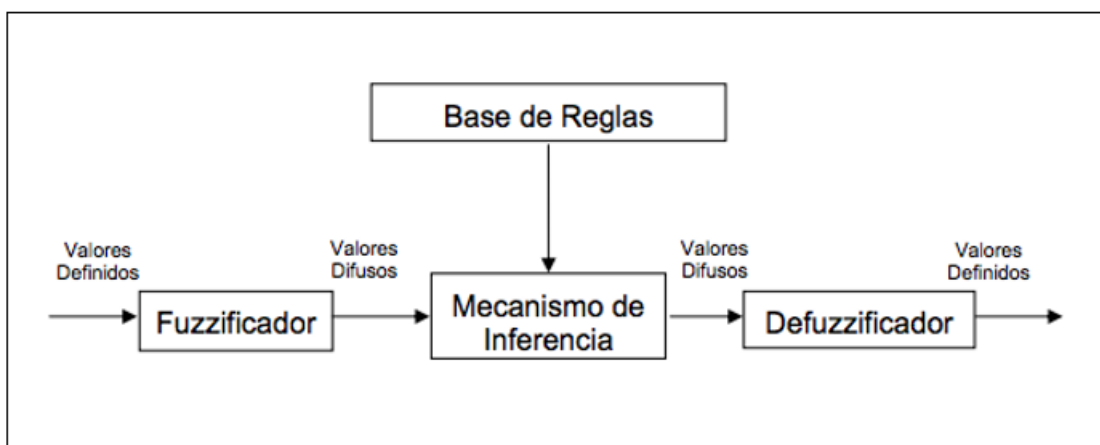 Base de Reglas
Valores
Definidos
Valores
Difusos
Valores
Difusos
Valores
Definidos
Fuzzificador
Mecanismo de
Inferencia
Defuzzificador